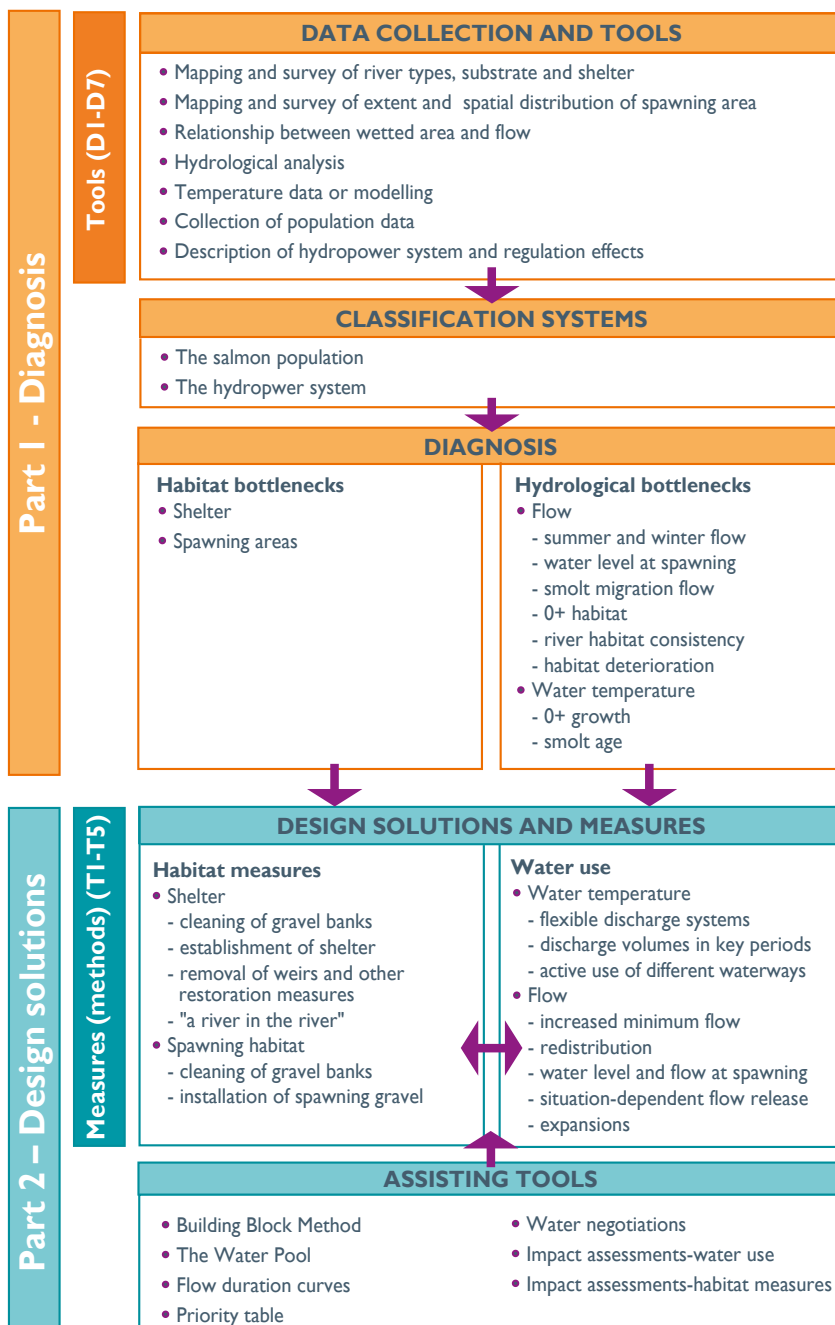 Part 1 - Diagnosis
Tools (D1-D7)
DATA COLLECTION AND TOOLS
• Mapping and survey of river types, substrate and shelter
• Mapping and survey of extent and spatial distribution of spawning area
• Relationship between wetted area and flow
• Hydrological analysis
• Temperature data or modelling
• Collection of population data
• Description of hydropower system and regulation effects
CLASSIFICATION SYSTEMS
• The salmon population
• The hydropwer system
DIAGNOSIS
Habitat bottlenecks
• Shelter
• Spawning areas
Hydrological bottlenecks
• Flow
- summer and winter flow
- water level at spawning
- smolt migration flow
- 0+ habitat
- river habitat consistency
- habitat deterioration
• Water temperature
- 0+ growth
- smolt age
Part 2 – Design solutions
Measures (methods) (T1-T5)
DESIGN SOLUTIONS AND MEASURES
Habitat measures
• Shelter
- cleaning of gravel banks
- establishment of shelter
- removal of weirs and other
restoration measures
- "a river in the river"
• Spawning habitat
- cleaning of gravel banks
- installation of spawning gravel
Water use
• Water temperature
- flexible discharge systems
- discharge volumes in key periods
- active use of different waterways
• Flow
- increased minimum flow
- redistribution
- water level and flow at spawning
- situation-dependent flow release
- expansions
ASSISTING TOOLS
• Building Block Method
• The Water Pool
• Flow duration curves
• Priority table
• Water negotiations
• Impact assessments-water use
• Impact assessments-habitat measures